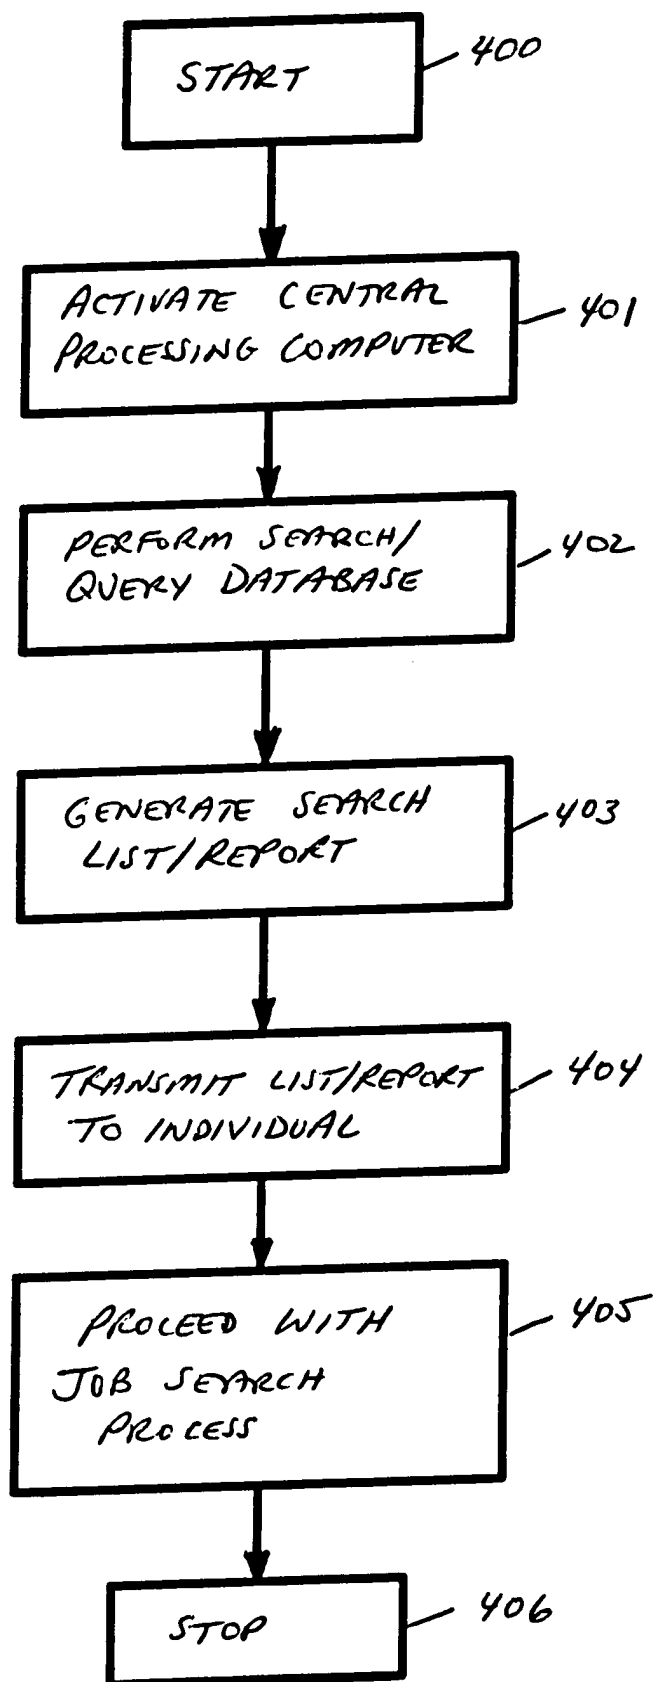 START
400
ACTIVATE CENTRAL
PROCESSING COMPUTER
401
PERFORM SEARCH/
QUERY DATABASE
402
GENERATE SEARCH
LIST/REPORT
403
TRANSMIT LIST/REPORT
TO INDIVIDUAL
404
PROCEED WITH
JOB SEARCH
PROCESS
405
STOP
406